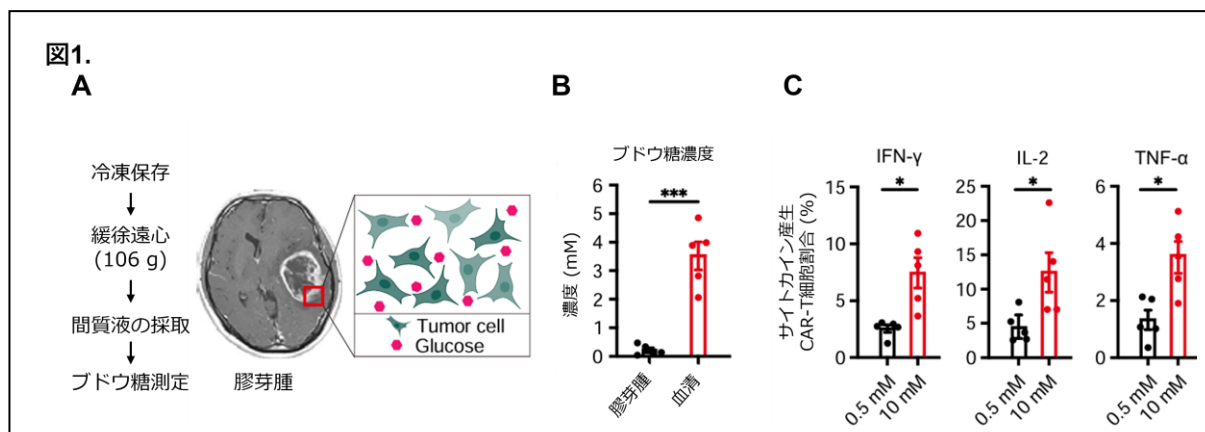 図1.
A
冷凍保存
緩徐遠心
(106 g)
間質液の採取
ブドウ糖測定
膠芽腫
Tumor cell
Glucose
B
ブドウ糖濃度
***
濃度 (mM)
6
5
4
3
2
1
0
膠芽腫
血清
C
サイトカイン産生
CAR-T細胞割合 (%)
IFN-γ
*
15
10
5
0
0.5 mM
10 mM
IL-2
*
25
20
15
10
5
0
0.5 mM
10 mM
TNF-α
*
6
4
2
0
0.5 mM
10 mM